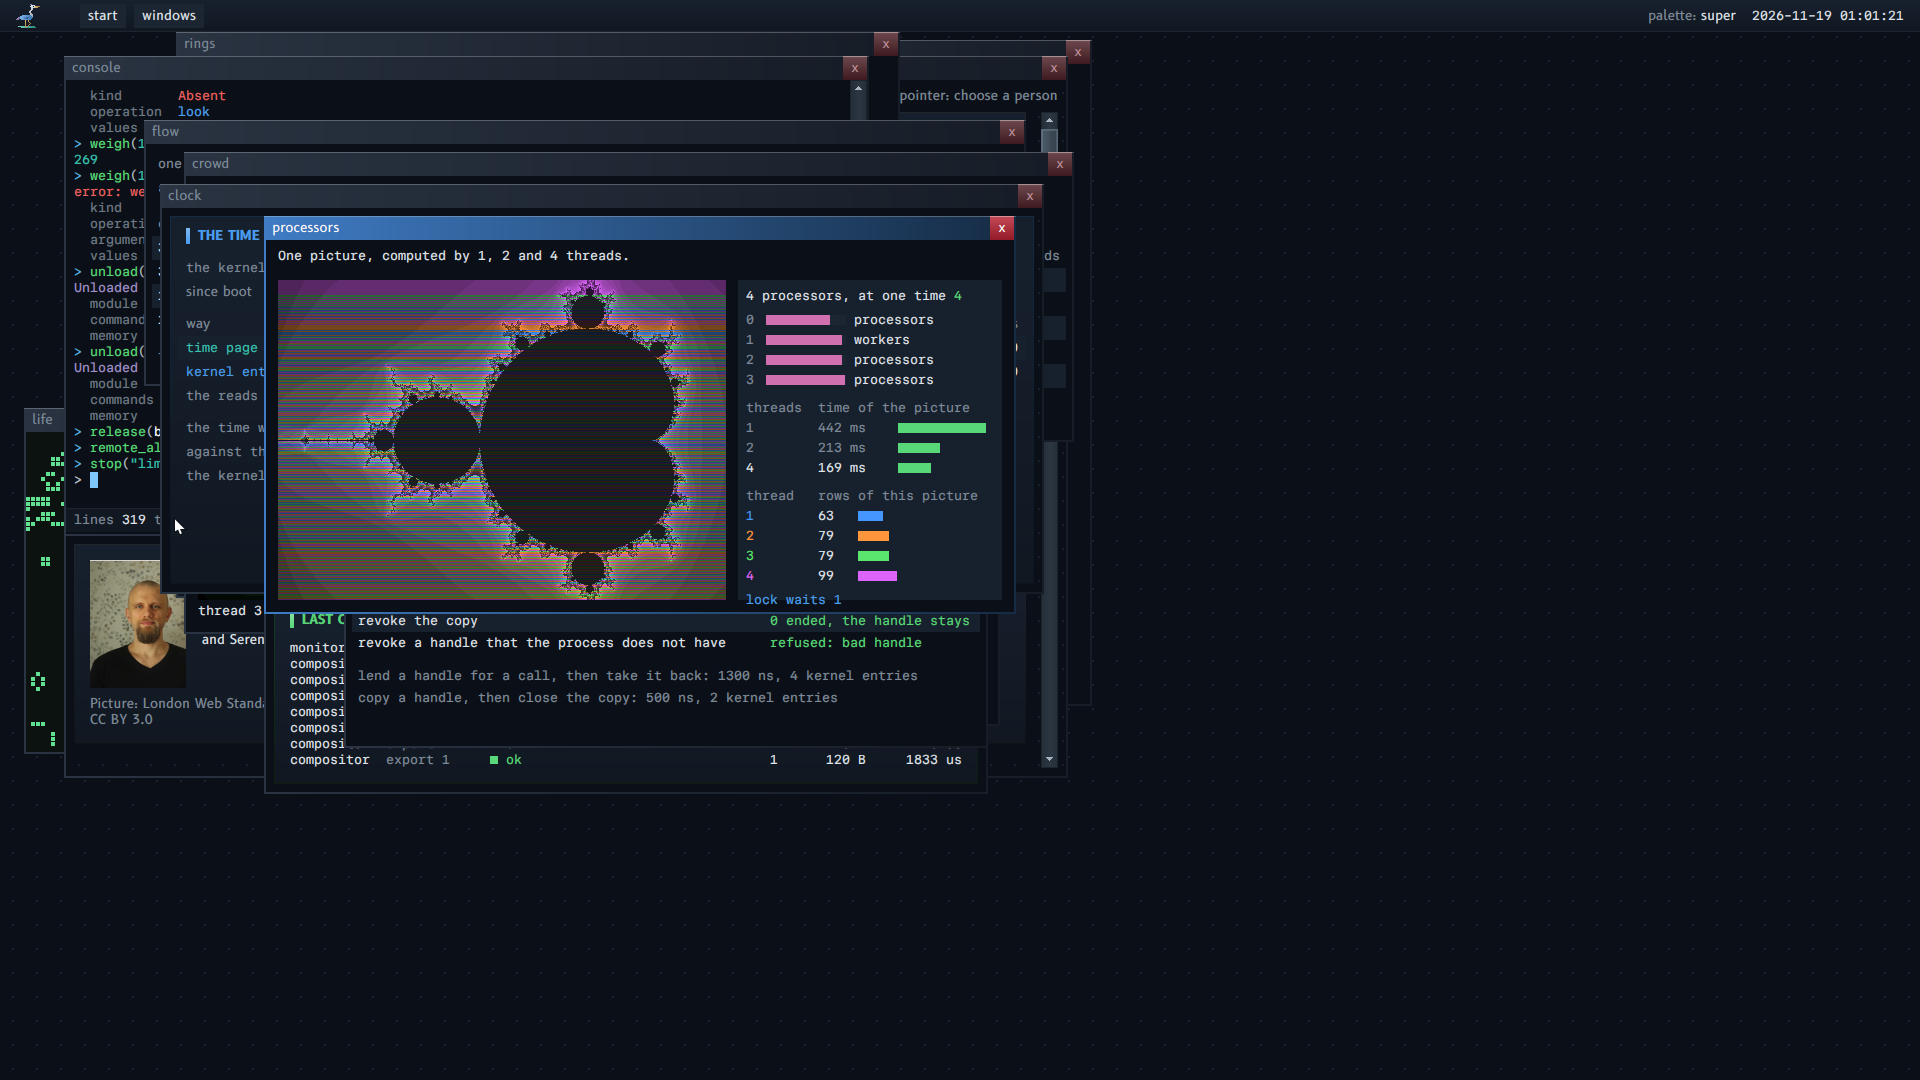 start windows palette: super 2026-11-19 01:01:21
rings x
x
console x
x
kind Absent
operation look
values
pointer: choose a person
flow x
> weigh(1
269
> weigh(1
error: we
kind
operati
argumen
values
> unload(
Unloaded
module
command
memory
> unload(
Unloaded
module
commands
memory
> release(b
> remote_al
> stop("lim
>
lines 319 t
one
crowd x
ds
clock x
THE TIME
the kernel
since boot
way
time page
kernel ent
the reads
the time w
against th
the kernel
processors x
One picture, computed by 1, 2 and 4 threads.
4 processors, at one time 4
0 processors
1 workers
2 processors
3 processors
threads time of the picture
1 442 ms
2 213 ms
4 169 ms
thread rows of this picture
1 63
2 79
3 79
4 99
lock waits 1
life
thread 3
and Seren
Picture: London Web Standa
CC BY 3.0
LAST C
monitor
composi
composi
composi
composi
composi
composi
compositor export 1 ok 1 120 B 1833 us
revoke the copy 0 ended, the handle stays
revoke a handle that the process does not have refused: bad handle
lend a handle for a call, then take it back: 1300 ns, 4 kernel entries
copy a handle, then close the copy: 500 ns, 2 kernel entries